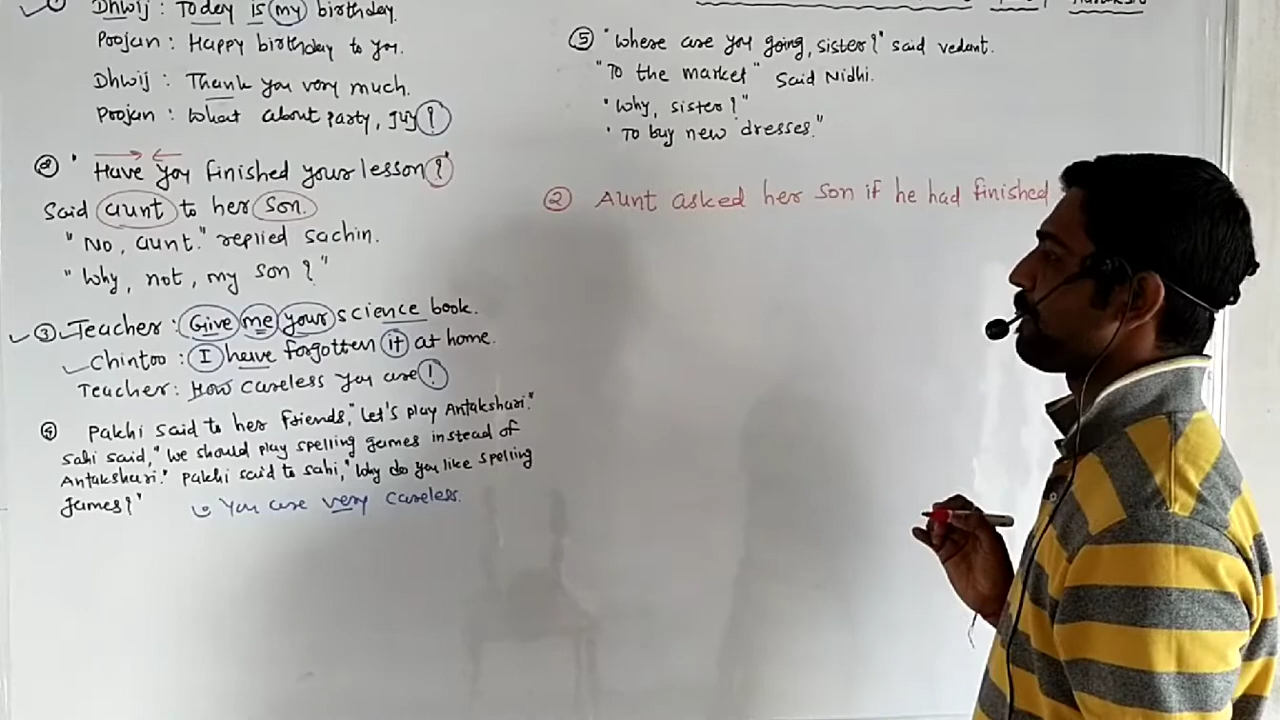 Dhwij : Today is my birthday.
Poojan : Happy birthday to you.
Dhwij : Thank you very much.
Poojan : What about party, guy?
② "Have you finished your lesson?"
Said aunt to her son.
"No, aunt." replied sachin.
"Why, not, my son?"
③ Teacher : Give me your science book.
Chintoo : I have forgotten it at home.
Teacher : How careless you are!
④ Pakhi said to her friends, "Let's play Antakshari."
Sahi said, "We should play spelling games instead of
Antakshari." Pakhi said to sahi, "Why do you like spelling
games?"
You are very careless.
⑤ "Where are you going, sister?" said vedant.
"To the market" Said Nidhi.
"Why, sister?"
"To buy new dresses."
② Aunt asked her son if he had finished